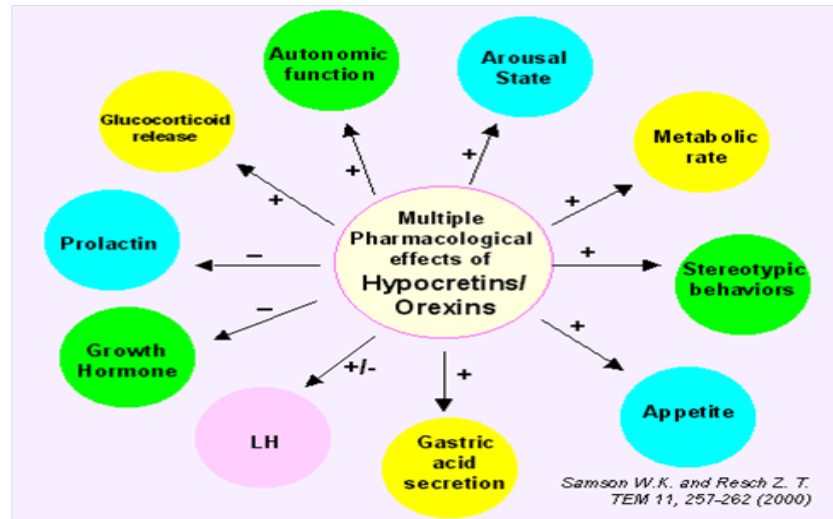 Autonomic
function
+
Arousal
State
+
Metabolic
rate
+
Stereotypic
behaviors
+
Appetite
+
Gastric
acid
secretion
+
LH
+/-
Growth
Hormone
–
Prolactin
–
Glucocorticoid
release
+
Multiple
Pharmacological
effects of
Hypocretins/
Orexins
Samson W.K. and Resch Z. T.
TEM 11, 257-262 (2000)